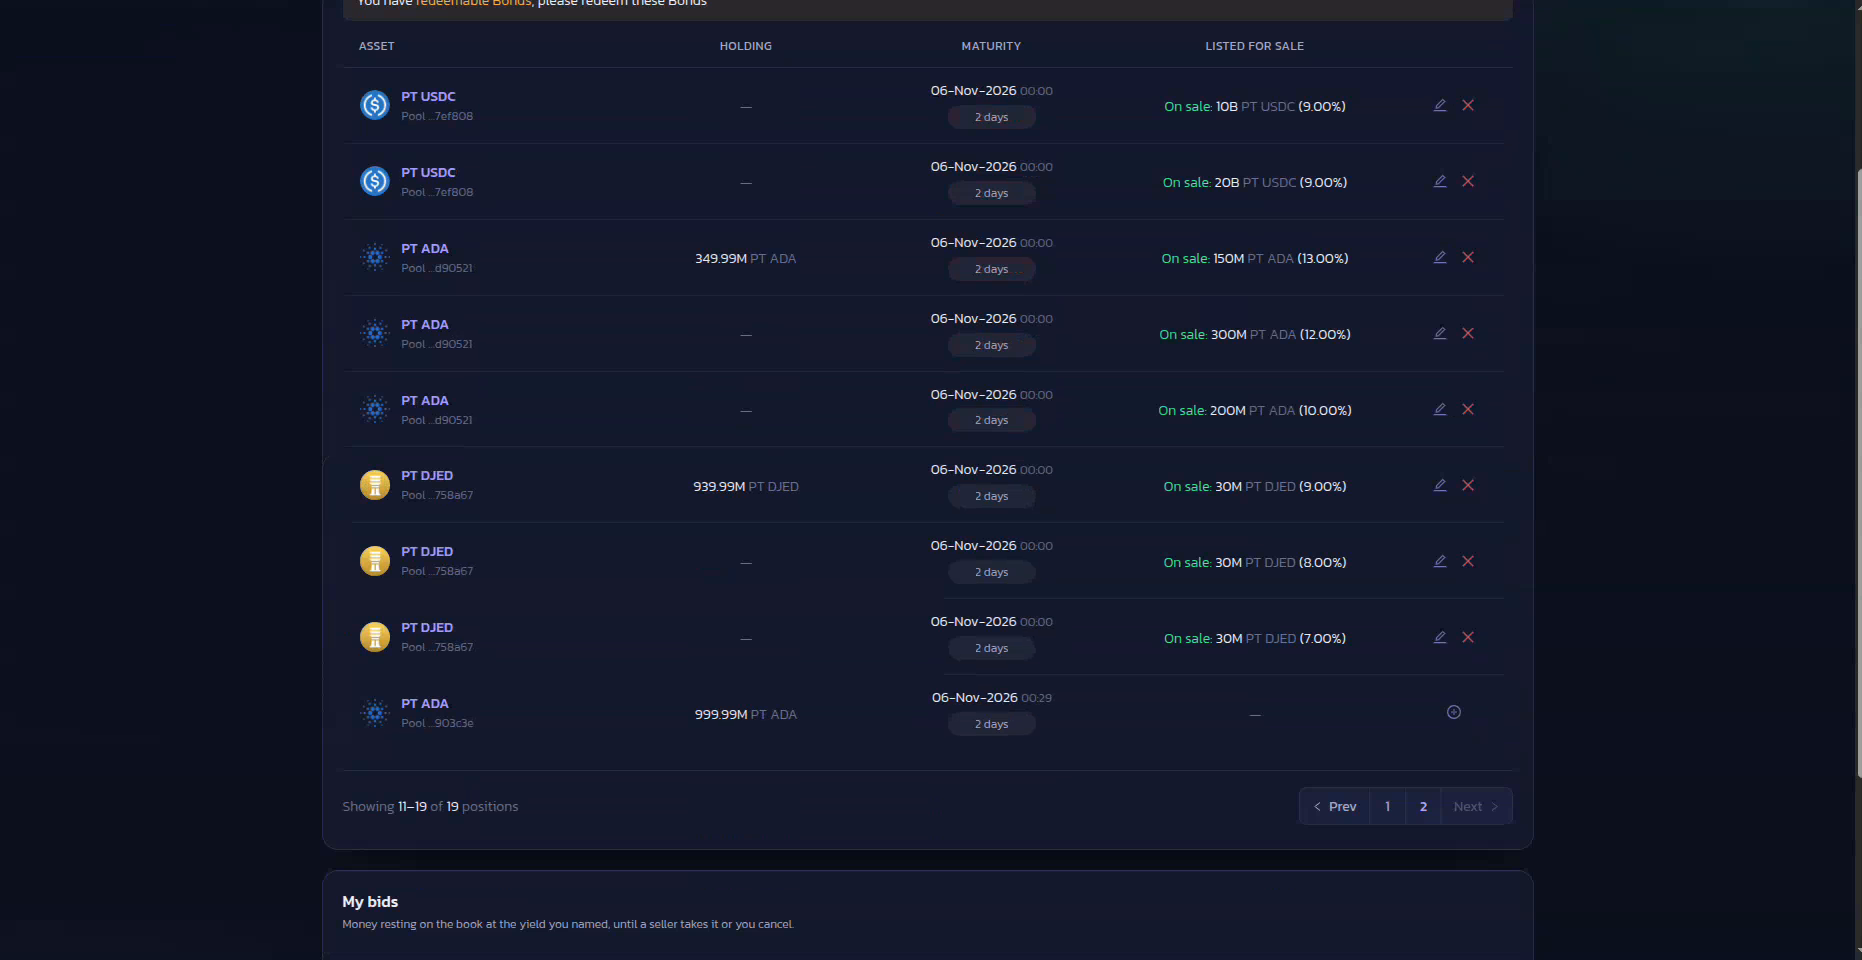 You have redeemable Bonds, please redeem these Bonds
ASSET HOLDING MATURITY LISTED FOR SALE
PT USDC
Pool ...7ef808
—
06-Nov-2026 00:00
2 days
On sale: 10B PT USDC (9.00%)
PT USDC
Pool ...7ef808
—
06-Nov-2026 00:00
2 days
On sale: 20B PT USDC (9.00%)
PT ADA
Pool ...d90521
349.99M PT ADA
06-Nov-2026 00:00
2 days
On sale: 150M PT ADA (13.00%)
PT ADA
Pool ...d90521
—
06-Nov-2026 00:00
2 days
On sale: 300M PT ADA (12.00%)
PT ADA
Pool ...d90521
—
06-Nov-2026 00:00
2 days
On sale: 200M PT ADA (10.00%)
PT DJED
Pool ...758a67
939.99M PT DJED
06-Nov-2026 00:00
2 days
On sale: 30M PT DJED (9.00%)
PT DJED
Pool ...758a67
—
06-Nov-2026 00:00
2 days
On sale: 30M PT DJED (8.00%)
PT DJED
Pool ...758a67
—
06-Nov-2026 00:00
2 days
On sale: 30M PT DJED (7.00%)
PT ADA
Pool ...903c3e
999.99M PT ADA
06-Nov-2026 00:29
2 days
—
Showing 11–19 of 19 positions
< Prev 1 2 Next >
My bids
Money resting on the book at the yield you named, until a seller takes it or you cancel.